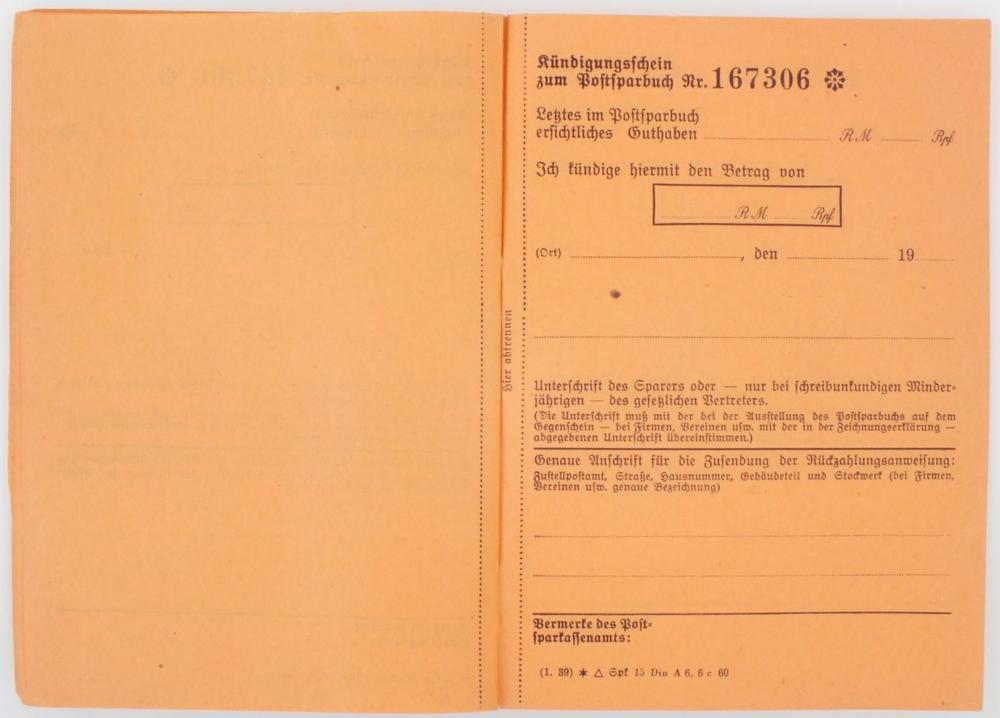 Kündigungsschein
zum Postsparbuch Nr. 167306
Letztes im Postsparbuch
ersichtliches Guthaben RM Rpf
Ich kündige hiermit den Betrag von
RM Rpf
(Ort) , den 19
Hier abtrennen
Unterschrift des Sparers oder — nur bei schreibunkundigen Minder-
jährigen — des gesetzlichen Vertreters.
(Die Unterschrift muß mit der bei der Ausstellung des Postsparbuchs auf dem
Gegenschein — bei Firmen, Vereinen usw. mit der in der Zeichnungserklärung —
abgegebenen Unterschrift übereinstimmen.)
Genaue Anschrift für die Zusendung der Rückzahlungsanweisung:
Zustellpostamt, Straße, Hausnummer, Gebäudeteil und Stockwerk (bei Firmen,
Vereinen usw. genaue Bezeichnung)
Vermerke des Post-
sparkassenamts:
(1. 39) ✶ △ Spk 15 Din A 6, 6 c 60